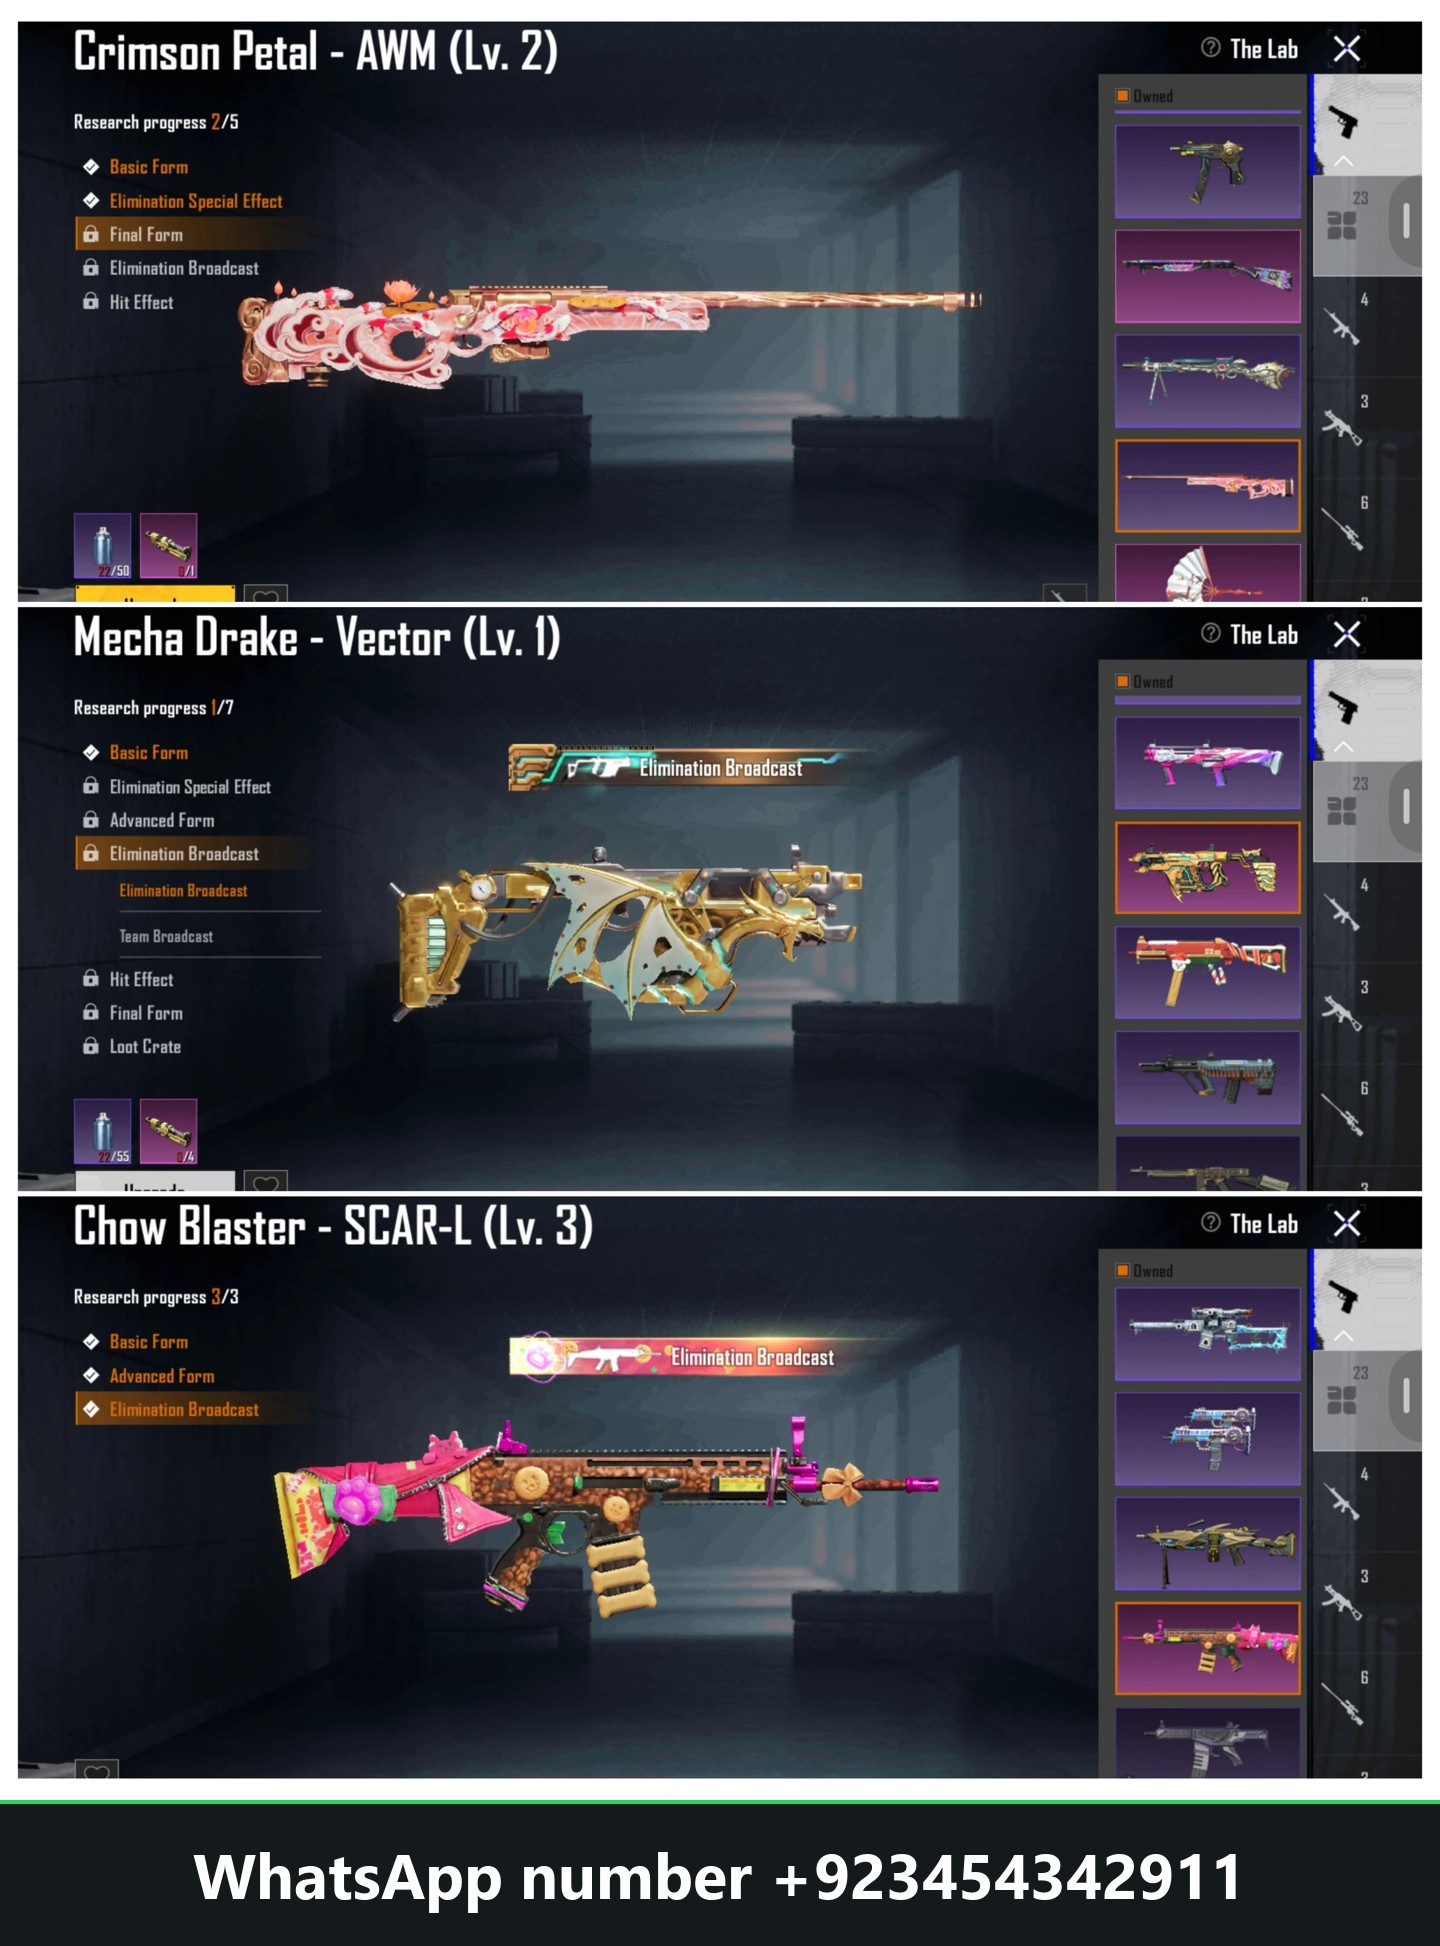 Crimson Petal - AWM (Lv. 2)
The Lab
Research progress 2/5
Owned
Basic Form
Elimination Special Effect
Final Form
Elimination Broadcast
Hit Effect
23
4
3
6
22/50
0/1
Mecha Drake - Vector (Lv. 1)
The Lab
Research progress 1/7
Owned
Basic Form
Elimination Special Effect
Advanced Form
Elimination Broadcast
Elimination Broadcast
Team Broadcast
Hit Effect
Final Form
Loot Crate
Elimination Broadcast
23
4
3
6
22/55
0/4
Upgrade
Chow Blaster - SCAR-L (Lv. 3)
The Lab
Research progress 3/3
Owned
Basic Form
Advanced Form
Elimination Broadcast
Elimination Broadcast
23
4
3
6
WhatsApp number +923454342911